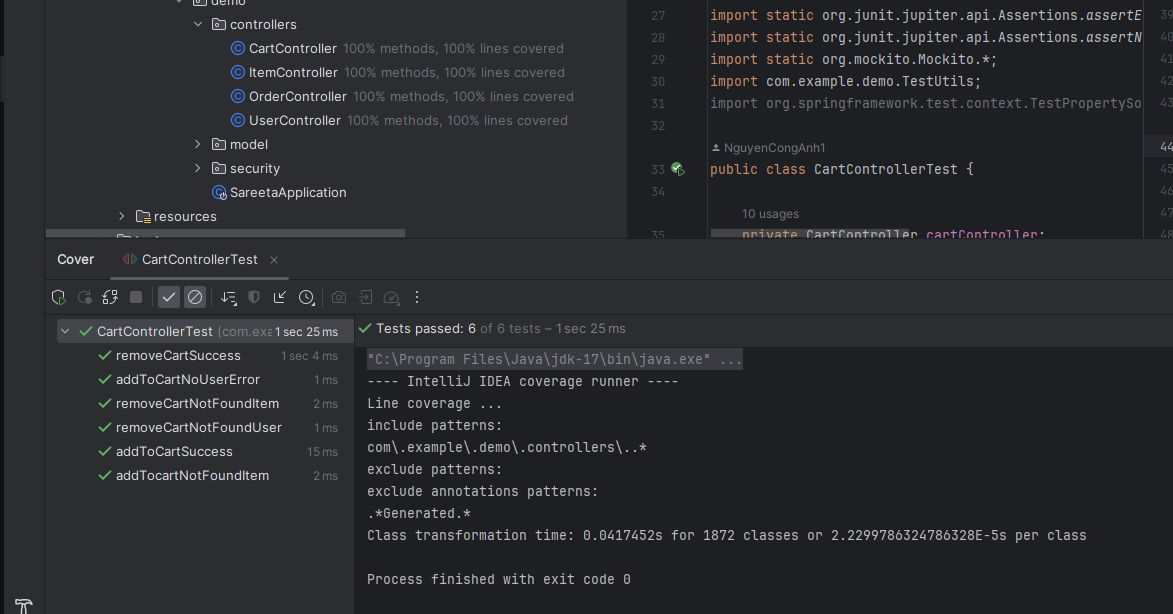 demo
controllers
CartController 100% methods, 100% lines covered
ItemController 100% methods, 100% lines covered
OrderController 100% methods, 100% lines covered
UserController 100% methods, 100% lines covered
model
security
SareetaApplication
resources
27 import static org.junit.jupiter.api.Assertions.assertE
28 import static org.junit.jupiter.api.Assertions.assertN
29 import static org.mockito.Mockito.*;
30 import com.example.demo.TestUtils;
31 import org.springframework.test.context.TestPropertySo
32
NguyenCongAnh1
33 public class CartControllerTest {
34
10 usages
35 private CartController cartController;
39
40
41
42
43
44
45
46
47
48
Cover
CartControllerTest
CartControllerTest (com.exa 1 sec 25 ms
removeCartSuccess 1 sec 4 ms
addToCartNoUserError 1 ms
removeCartNotFoundItem 2 ms
removeCartNotFoundUser 1 ms
addToCartSuccess 15 ms
addTocartNotFoundItem 2 ms
Tests passed: 6 of 6 tests – 1 sec 25 ms
"C:\Program Files\Java\jdk-17\bin\java.exe" ...
---- IntelliJ IDEA coverage runner ----
Line coverage ...
include patterns:
com\.example\.demo\.controllers\..*
exclude patterns:
exclude annotations patterns:
.*Generated.*
Class transformation time: 0.0417452s for 1872 classes or 2.2299786324786328E-5s per class
Process finished with exit code 0